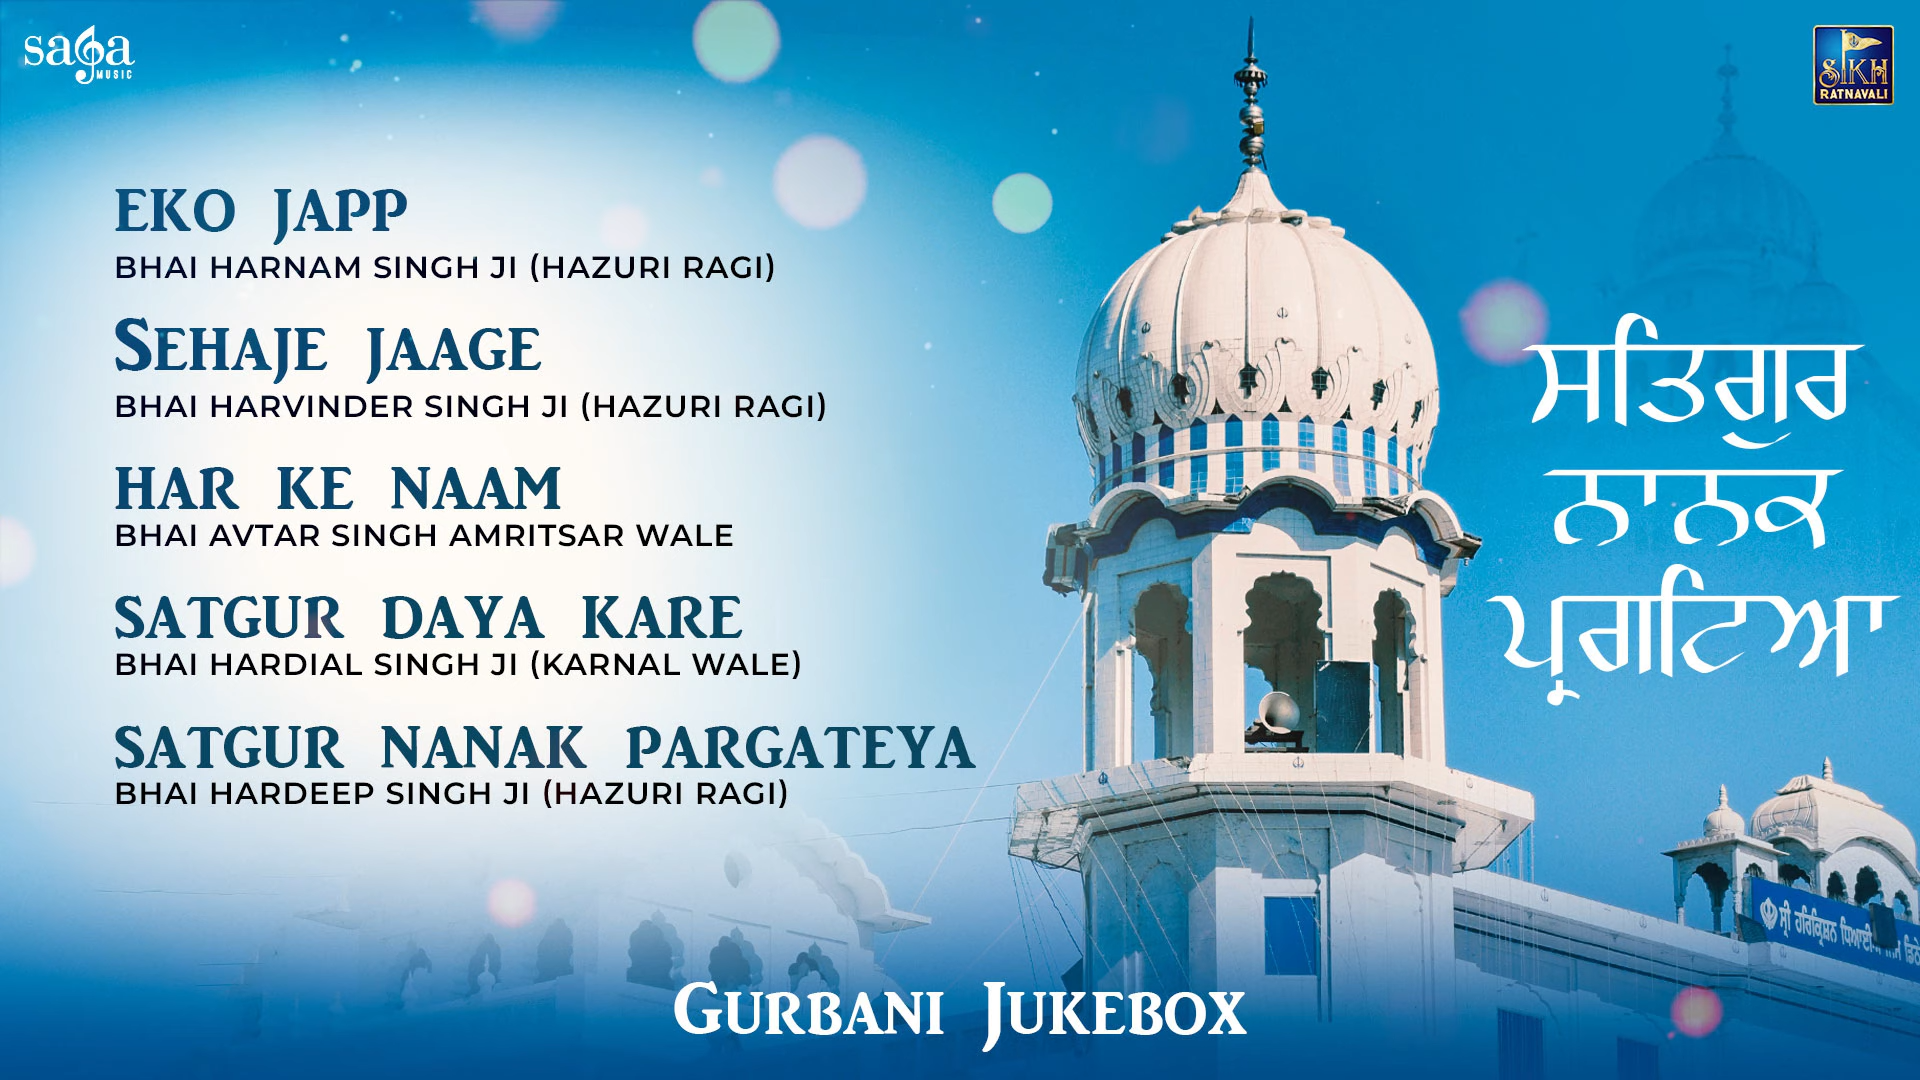 saga
MUSIC
SIKH
RATNAVALI
EKO JAPP
BHAI HARNAM SINGH JI (HAZURI RAGI)
SEHAJE JAAGE
BHAI HARVINDER SINGH JI (HAZURI RAGI)
HAR KE NAAM
BHAI AVTAR SINGH AMRITSAR WALE
SATGUR DAYA KARE
BHAI HARDIAL SINGH JI (KARNAL WALE)
SATGUR NANAK PARGATEYA
BHAI HARDEEP SINGH JI (HAZURI RAGI)
ਸਤਿਗੁਰ
ਨਾਨਕ
ਪ੍ਰਗਟਿਆ
ਸ੍ਰੀ ਹਰਿਕ੍ਰਿਸ਼ਨ ਧਿਆਈਐ
GURBANI JUKEBOX